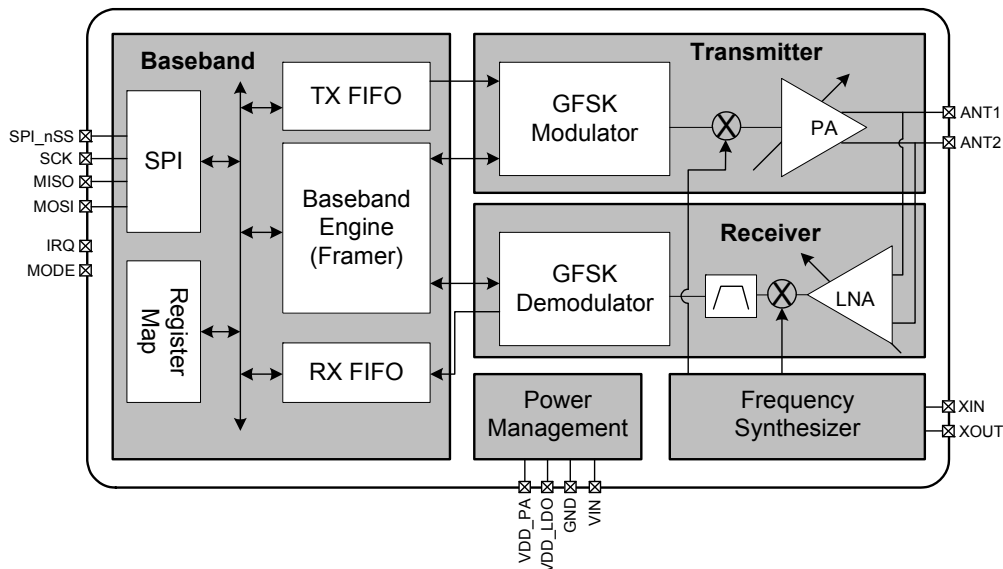 Baseband
TX FIFO
SPI
Baseband
Engine
(Framer)
Register
Map
RX FIFO
Transmitter
GFSK
Modulator
PA
Receiver
GFSK
Demodulator
LNA
Power
Management
Frequency
Synthesizer
SPI_nSS
SCK
MISO
MOSI
IRQ
MODE
ANT1
ANT2
XIN
XOUT
VDD_PA
VDD_LDO
GND
VIN